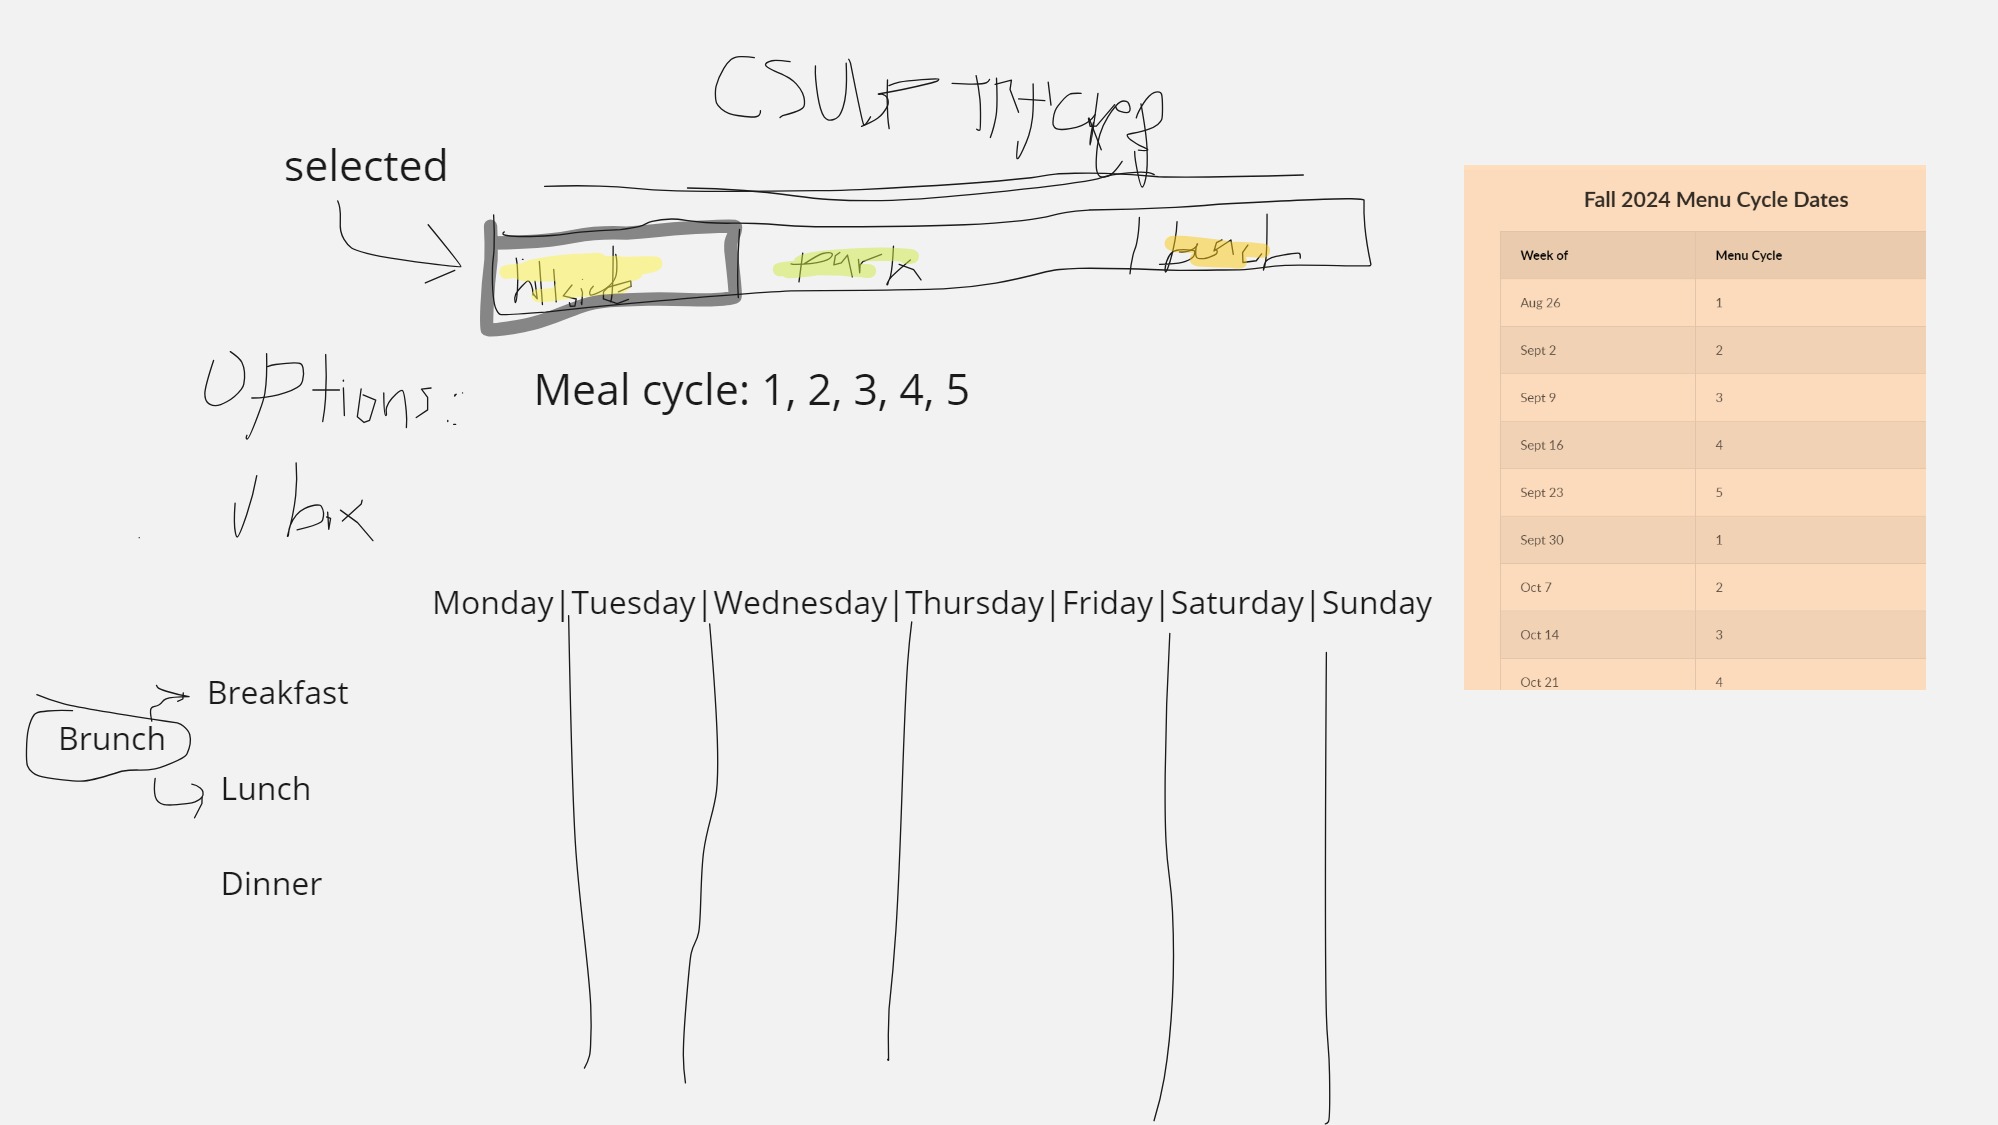 selected
hillside
park
Options:
Meal cycle: 1, 2, 3, 4, 5
V box
Monday|Tuesday|Wednesday|Thursday|Friday|Saturday|Sunday
Breakfast
Brunch
Lunch
Dinner
Fall 2024 Menu Cycle Dates
Week of Menu Cycle
Aug 26 1
Sept 2 2
Sept 9 3
Sept 16 4
Sept 23 5
Sept 30 1
Oct 7 2
Oct 14 3
Oct 21 4